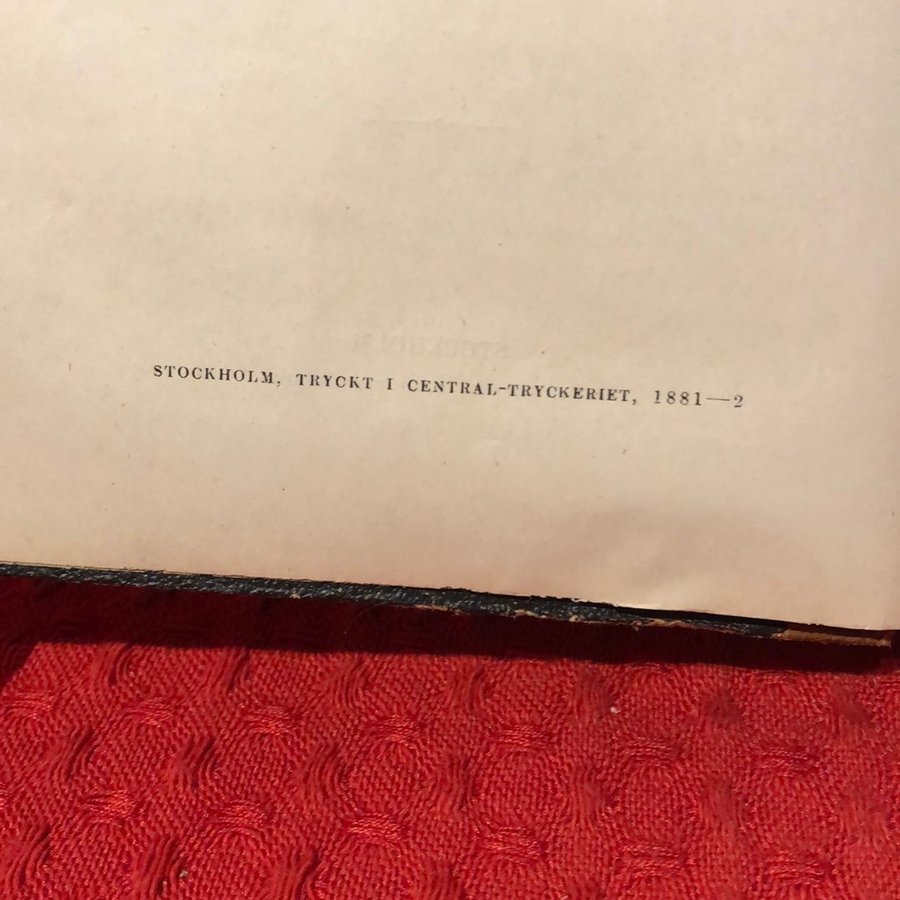 STOCKHOLM, TRYCKT I CENTRAL-TRYCKERIET, 1881—2